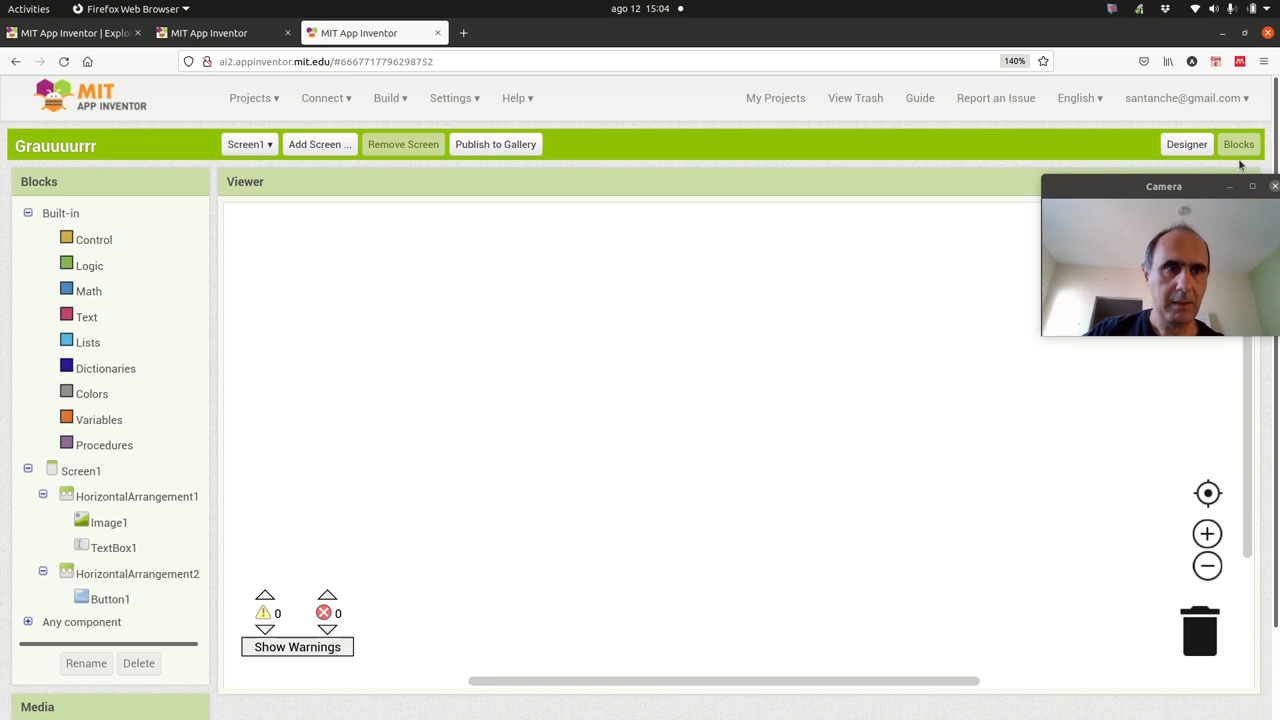 Activities
Firefox Web Browser
ago 12 15:04
MIT App Inventor | Explo
MIT App Inventor
MIT App Inventor
ai2.appinventor.mit.edu/#6667717796298752
140%
MIT
APP INVENTOR
Projects
Connect
Build
Settings
Help
My Projects
View Trash
Guide
Report an Issue
English
santanche@gmail.com
Grauuuurrr
Screen1
Add Screen ...
Remove Screen
Publish to Gallery
Designer
Blocks
Blocks
Viewer
Camera
Built-in
Control
Logic
Math
Text
Lists
Dictionaries
Colors
Variables
Procedures
Screen1
HorizontalArrangement1
Image1
TextBox1
HorizontalArrangement2
Button1
Any component
0
0
Show Warnings
Rename
Delete
Media